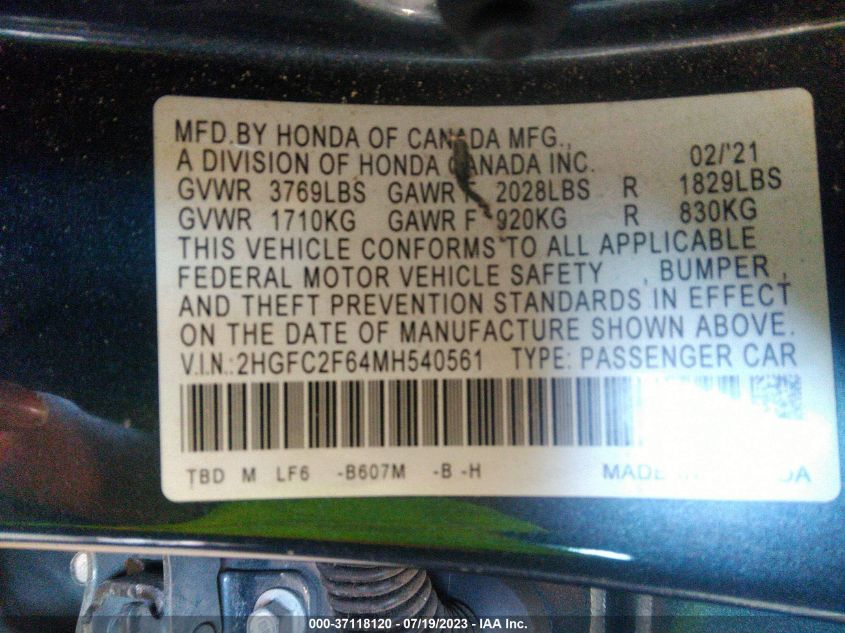 MFD.BY HONDA OF CANADA MFG.,
A DIVISION OF HONDA CANADA INC. 02/'21
GVWR 3769LBS GAWR F 2028LBS R 1829LBS
GVWR 1710KG GAWR F 920KG R 830KG
THIS VEHICLE CONFORMS TO ALL APPLICABLE
FEDERAL MOTOR VEHICLE SAFETY , BUMPER ,
AND THEFT PREVENTION STANDARDS IN EFFECT
ON THE DATE OF MANUFACTURE SHOWN ABOVE.
V.I.N.:2HGFC2F64MH540561 TYPE: PASSENGER CAR
TBD M LF6 -B607M -B -H MADE
000-37118120 - 07/19/2023 - IAA Inc.